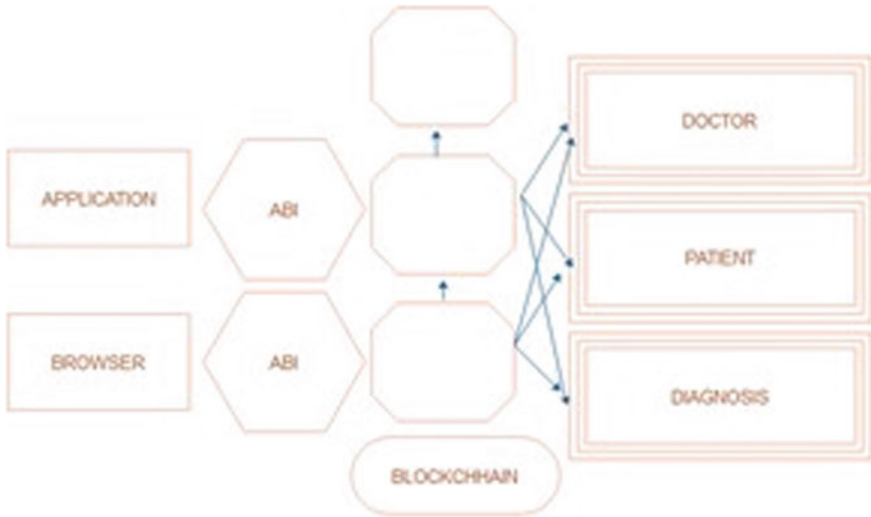 DOCTOR
APPLICATION
ABI
PATIENT
BROWSER
ABI
DIAGNOSIS
BLOCKCHHAIN